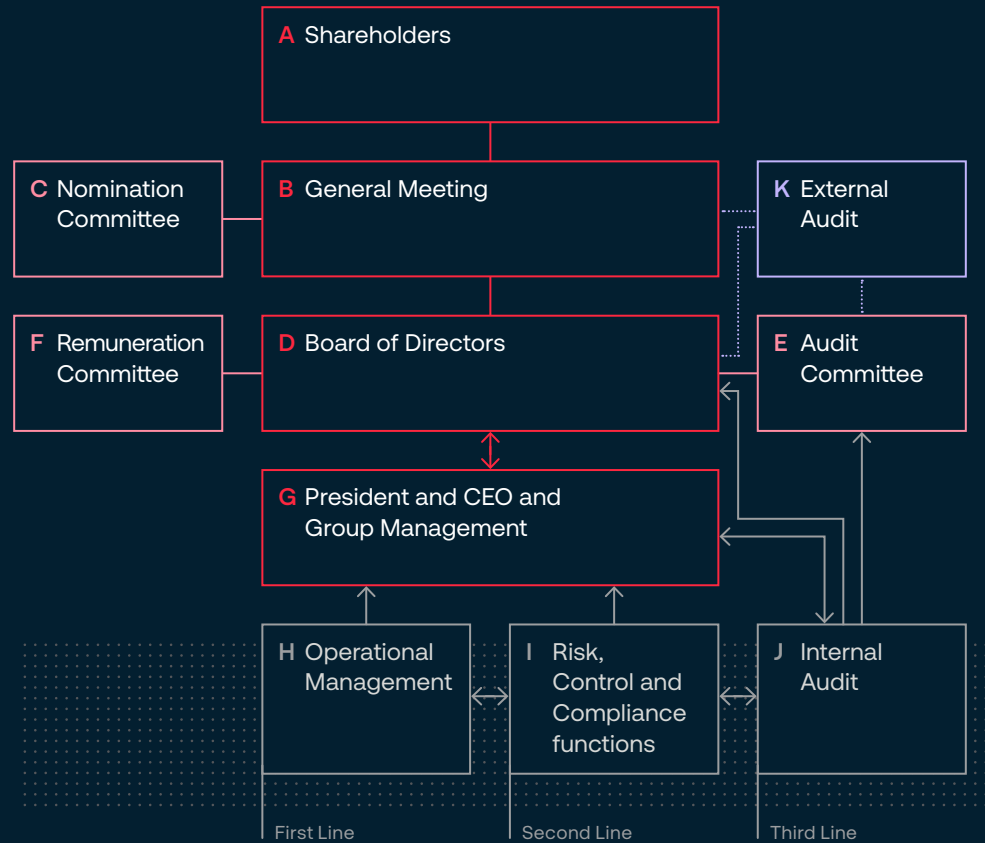 A Shareholders
C Nomination
Committee
B General Meeting
K External
Audit
F Remuneration
Committee
D Board of Directors
E Audit
Committee
G President and CEO and
Group Management
H Operational
Management
I Risk,
Control and
Compliance
functions
J Internal
Audit
First Line
Second Line
Third Line